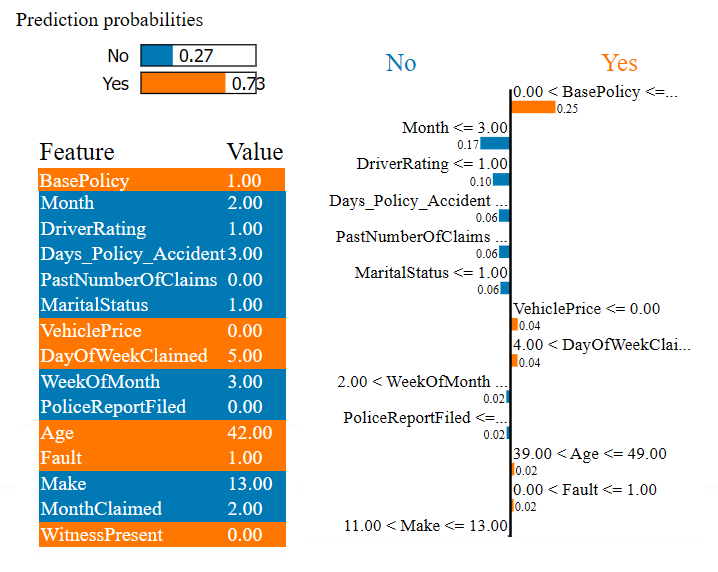 Prediction probabilities
No 0.27
Yes 0.73
Feature Value
BasePolicy 1.00
Month 2.00
DriverRating 1.00
Days_Policy_Accident 3.00
PastNumberOfClaims 0.00
MaritalStatus 1.00
VehiclePrice 0.00
DayOfWeekClaimed 5.00
WeekOfMonth 3.00
PoliceReportFiled 0.00
Age 42.00
Fault 1.00
Make 13.00
MonthClaimed 2.00
WitnessPresent 0.00
No Yes
0.00 < BasePolicy <=...
0.25
Month <= 3.00
0.17
DriverRating <= 1.00
0.10
Days_Policy_Accident ...
0.06
PastNumberOfClaims ...
0.06
MaritalStatus <= 1.00
0.06
VehiclePrice <= 0.00
0.04
4.00 < DayOfWeekClai...
0.04
2.00 < WeekOfMonth ...
0.02
PoliceReportFiled <=...
0.02
39.00 < Age <= 49.00
0.02
0.00 < Fault <= 1.00
0.02
11.00 < Make <= 13.00